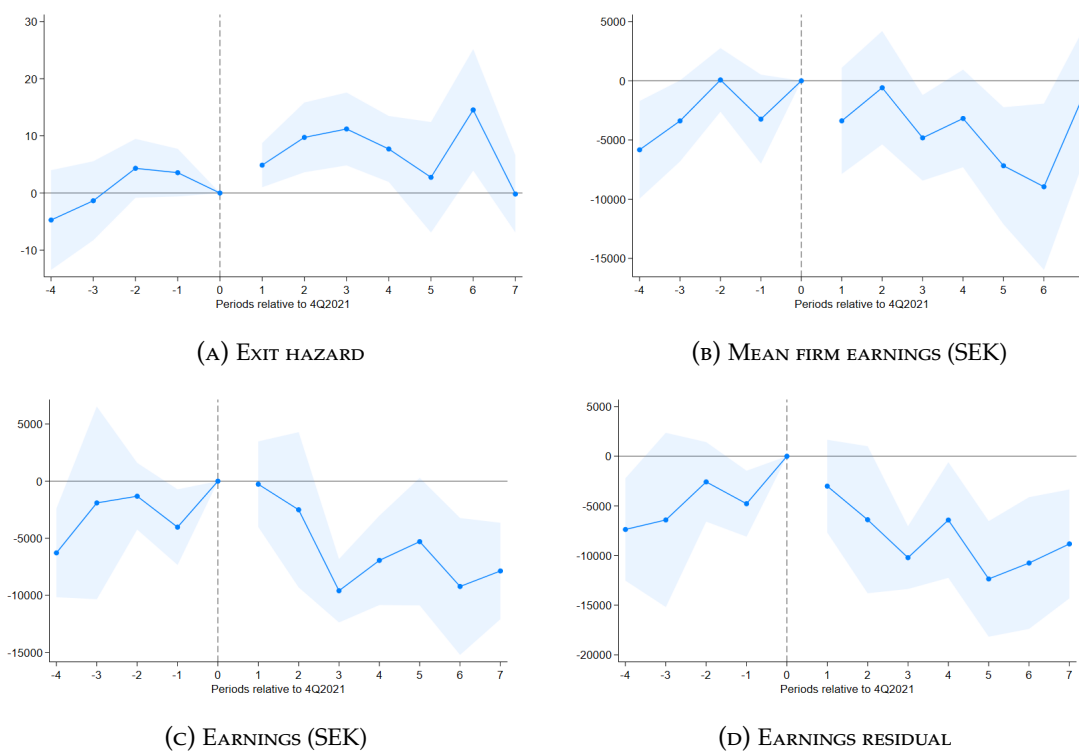 30
20
10
0
-10
-4 -3 -2 -1 0 1 2 3 4 5 6 7
Periods relative to 4Q2021
(A) Exit hazard
5000
0
-5000
-10000
-15000
-4 -3 -2 -1 0 1 2 3 4 5 6
Periods relative to 4Q2021
(B) Mean firm earnings (SEK)
5000
0
-5000
-10000
-15000
-4 -3 -2 -1 0 1 2 3 4 5 6 7
Periods relative to 4Q2021
(C) Earnings (SEK)
5000
0
-5000
-10000
-15000
-20000
-4 -3 -2 -1 0 1 2 3 4 5 6 7
Periods relative to 4Q2021
(D) Earnings residual